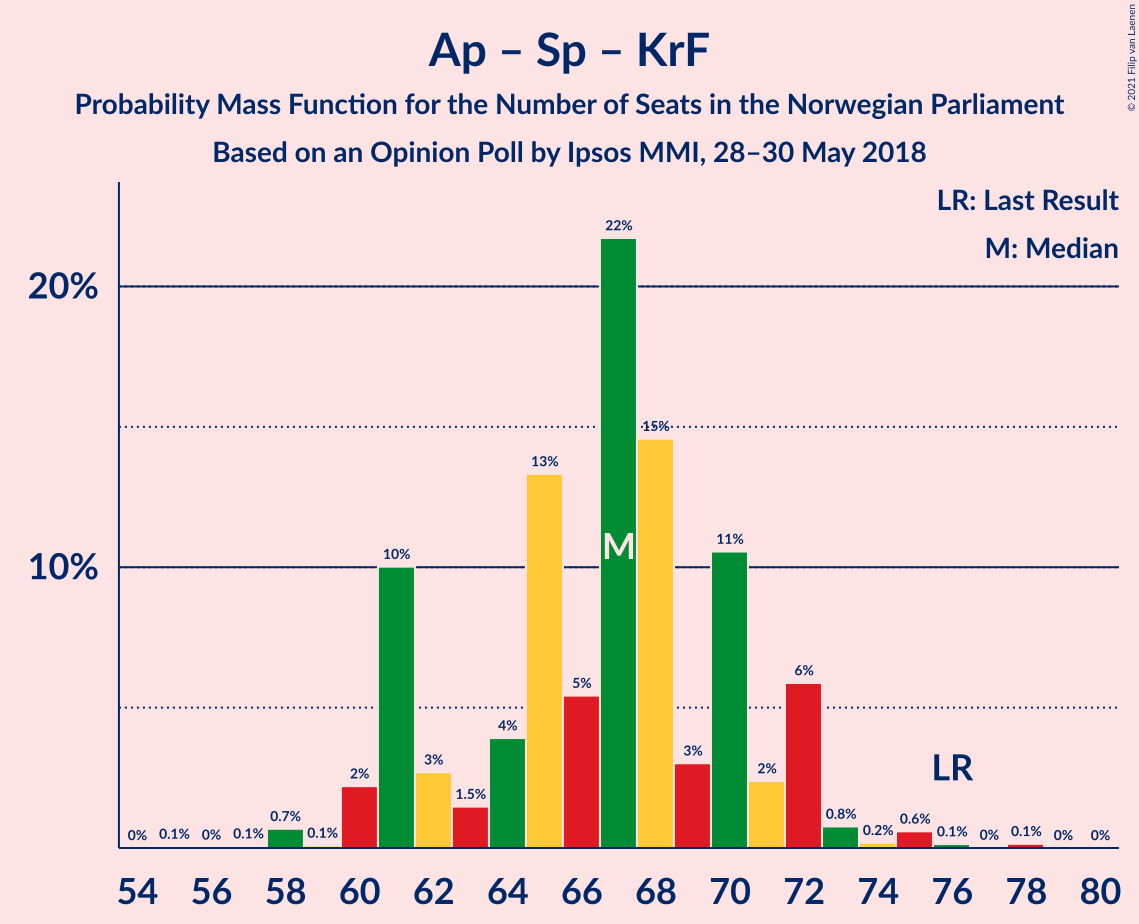 Ap – Sp – KrF
Probability Mass Function for the Number of Seats in the Norwegian Parliament
Based on an Opinion Poll by Ipsos MMI, 28–30 May 2018
© 2021 Filip van Laenen
LR: Last Result
M: Median
20%
10%
0% 0.1% 0% 0.1% 0.7% 0.1% 2% 10% 3% 1.5% 4% 13% 5% 22% 15% 3% 11% 2% 6% 0.8% 0.2% 0.6% 0.1% 0% 0.1% 0% 0%
M
LR
54 56 58 60 62 64 66 68 70 72 74 76 78 80